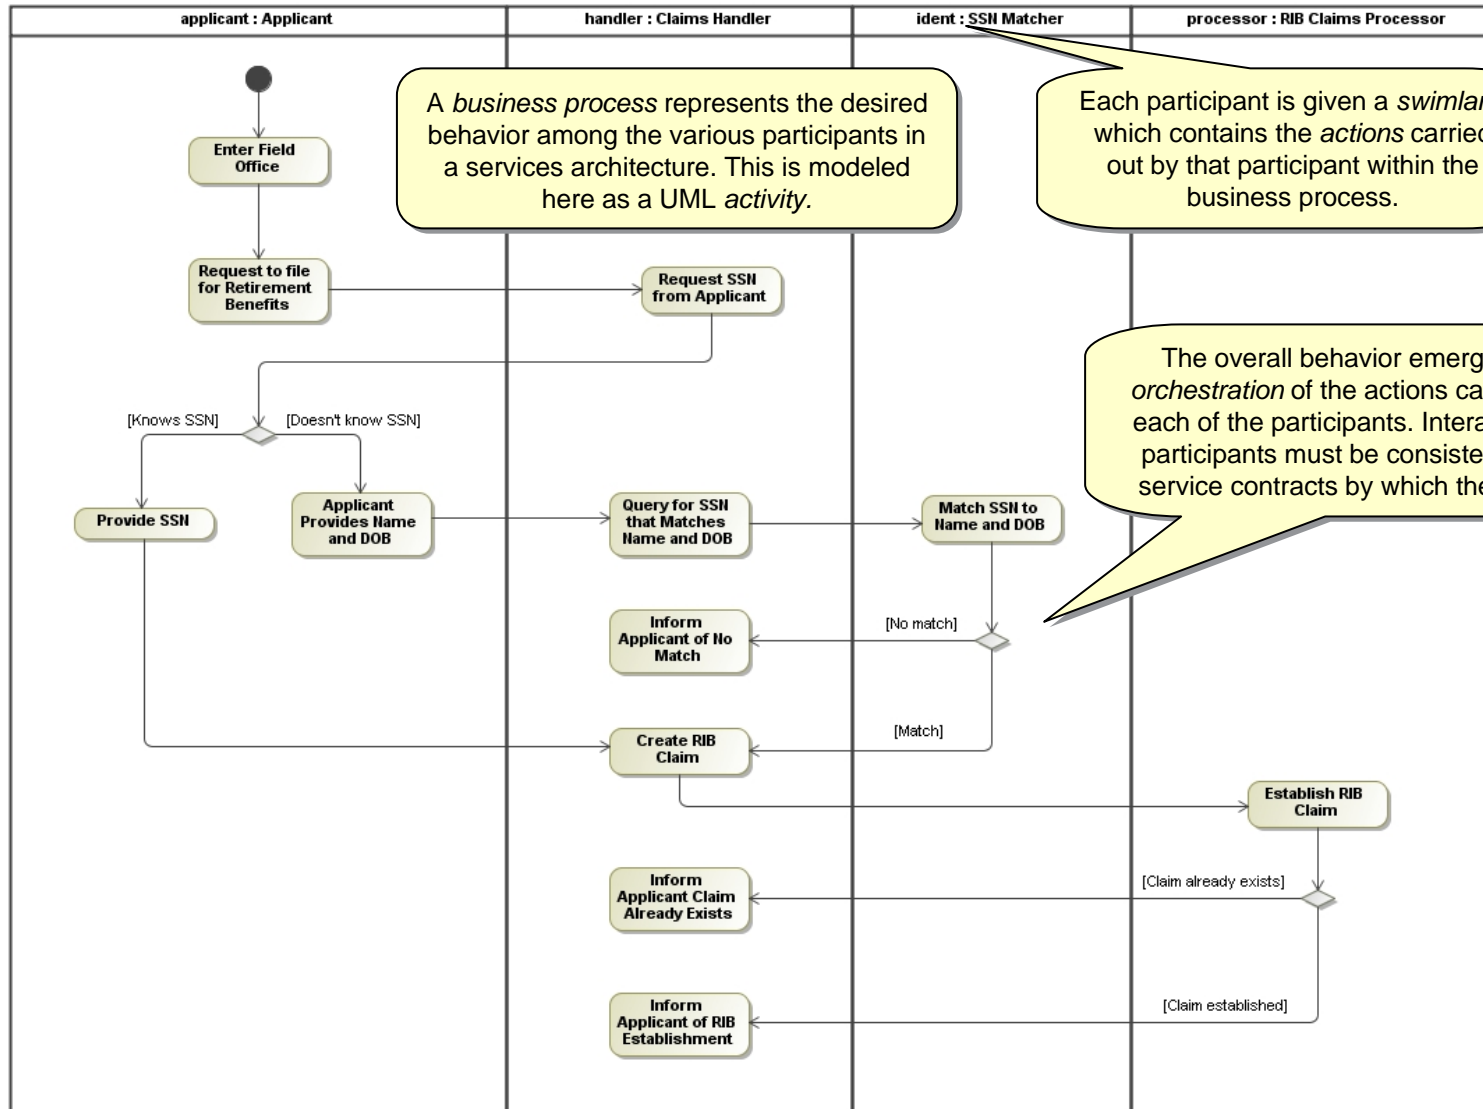 applicant : Applicant
handler : Claims Handler
ident : SSN Matcher
processor : RIB Claims Processor
A business process represents the desired
behavior among the various participants in
a services architecture. This is modeled
here as a UML activity.
Each participant is given a
which contains the actions
out by that participant within the
business process.
Enter Field
Office
Request to file
for Retirement
Benefits
Request SSN
from Applicant
The overall behavior
orchestration of the actions
each of the participants.
participants must be
service contracts by which
[Knows SSN]
[Doesn't know SSN]
Provide SSN
Applicant
Provides Name
and DOB
Query for SSN
that Matches
Name and DOB
Match SSN to
Name and DOB
Inform
Applicant of No
Match
[No match]
Create RIB
Claim
[Match]
Establish RIB
Claim
Inform
Applicant Claim
Already Exists
[Claim already exists]
Inform
Applicant of RIB
Establishment
[Claim established]